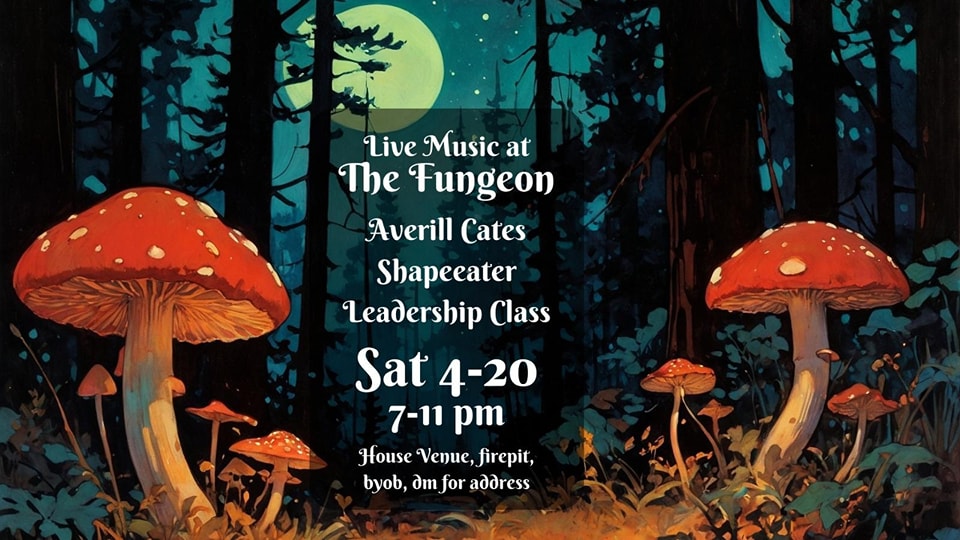 Live Music at
The Fungeon
Averill Cates
Shapeeater
Leadership Class
Sat 4-20
7-11 pm
House Venue, firepit,
byob, dm for address